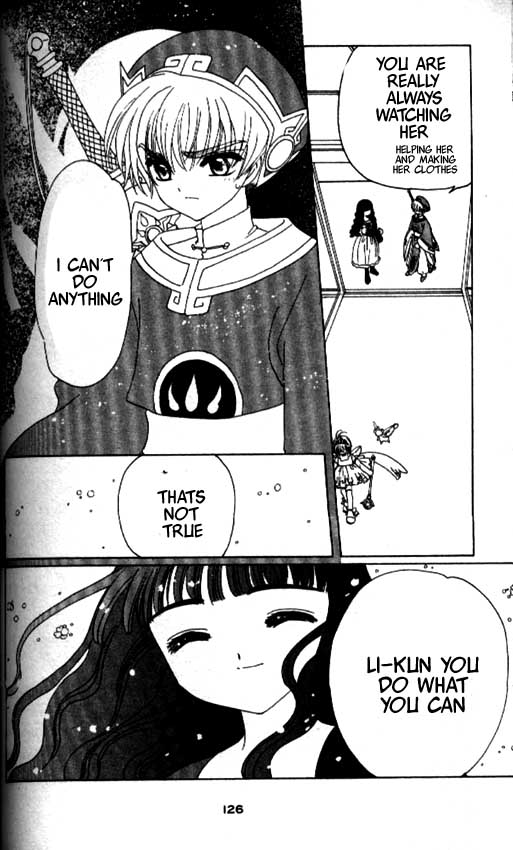 YOU ARE
REALLY
ALWAYS
WATCHING
HER
HELPING HER
AND MAKING
HER CLOTHES
I CAN'T
DO
ANYTHING
THATS
NOT
TRUE
LI-KUN YOU
DO WHAT
YOU CAN
126